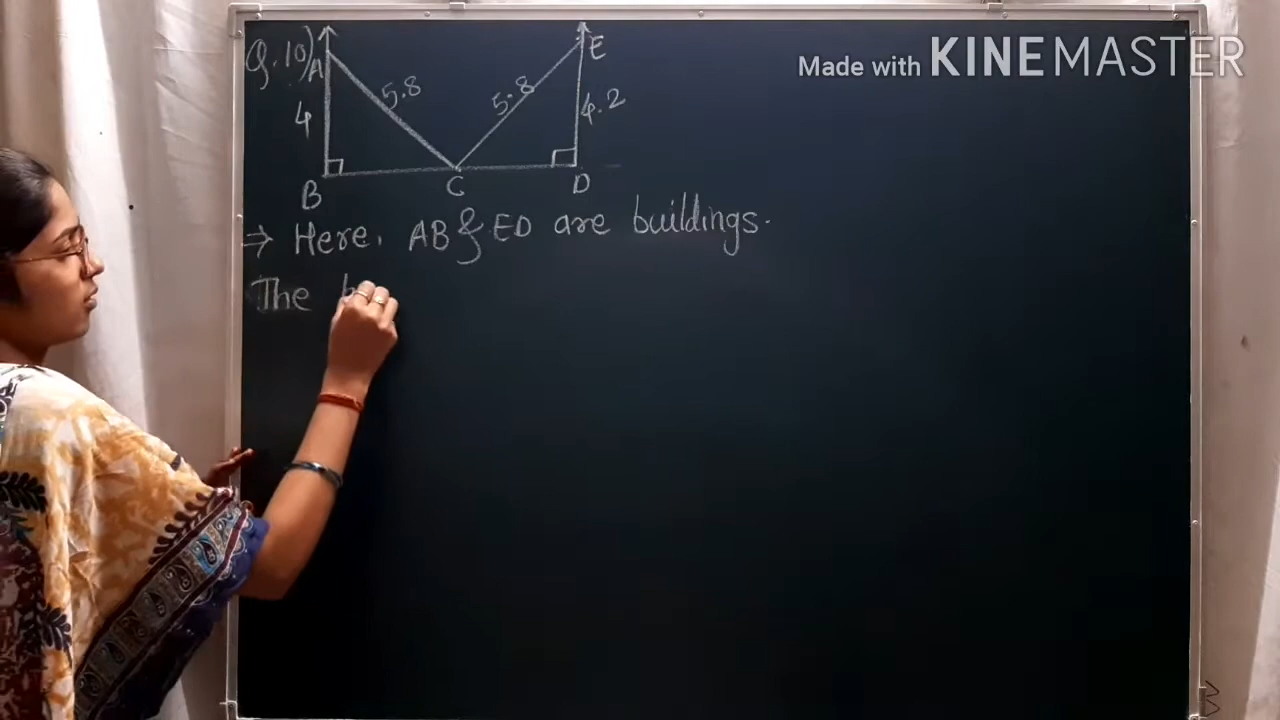 Made with KINEMASTER
Q. 10)
A
E
4
5.8
5.8
4.2
B
C
D
⇒ Here, AB & ED are buildings.
The